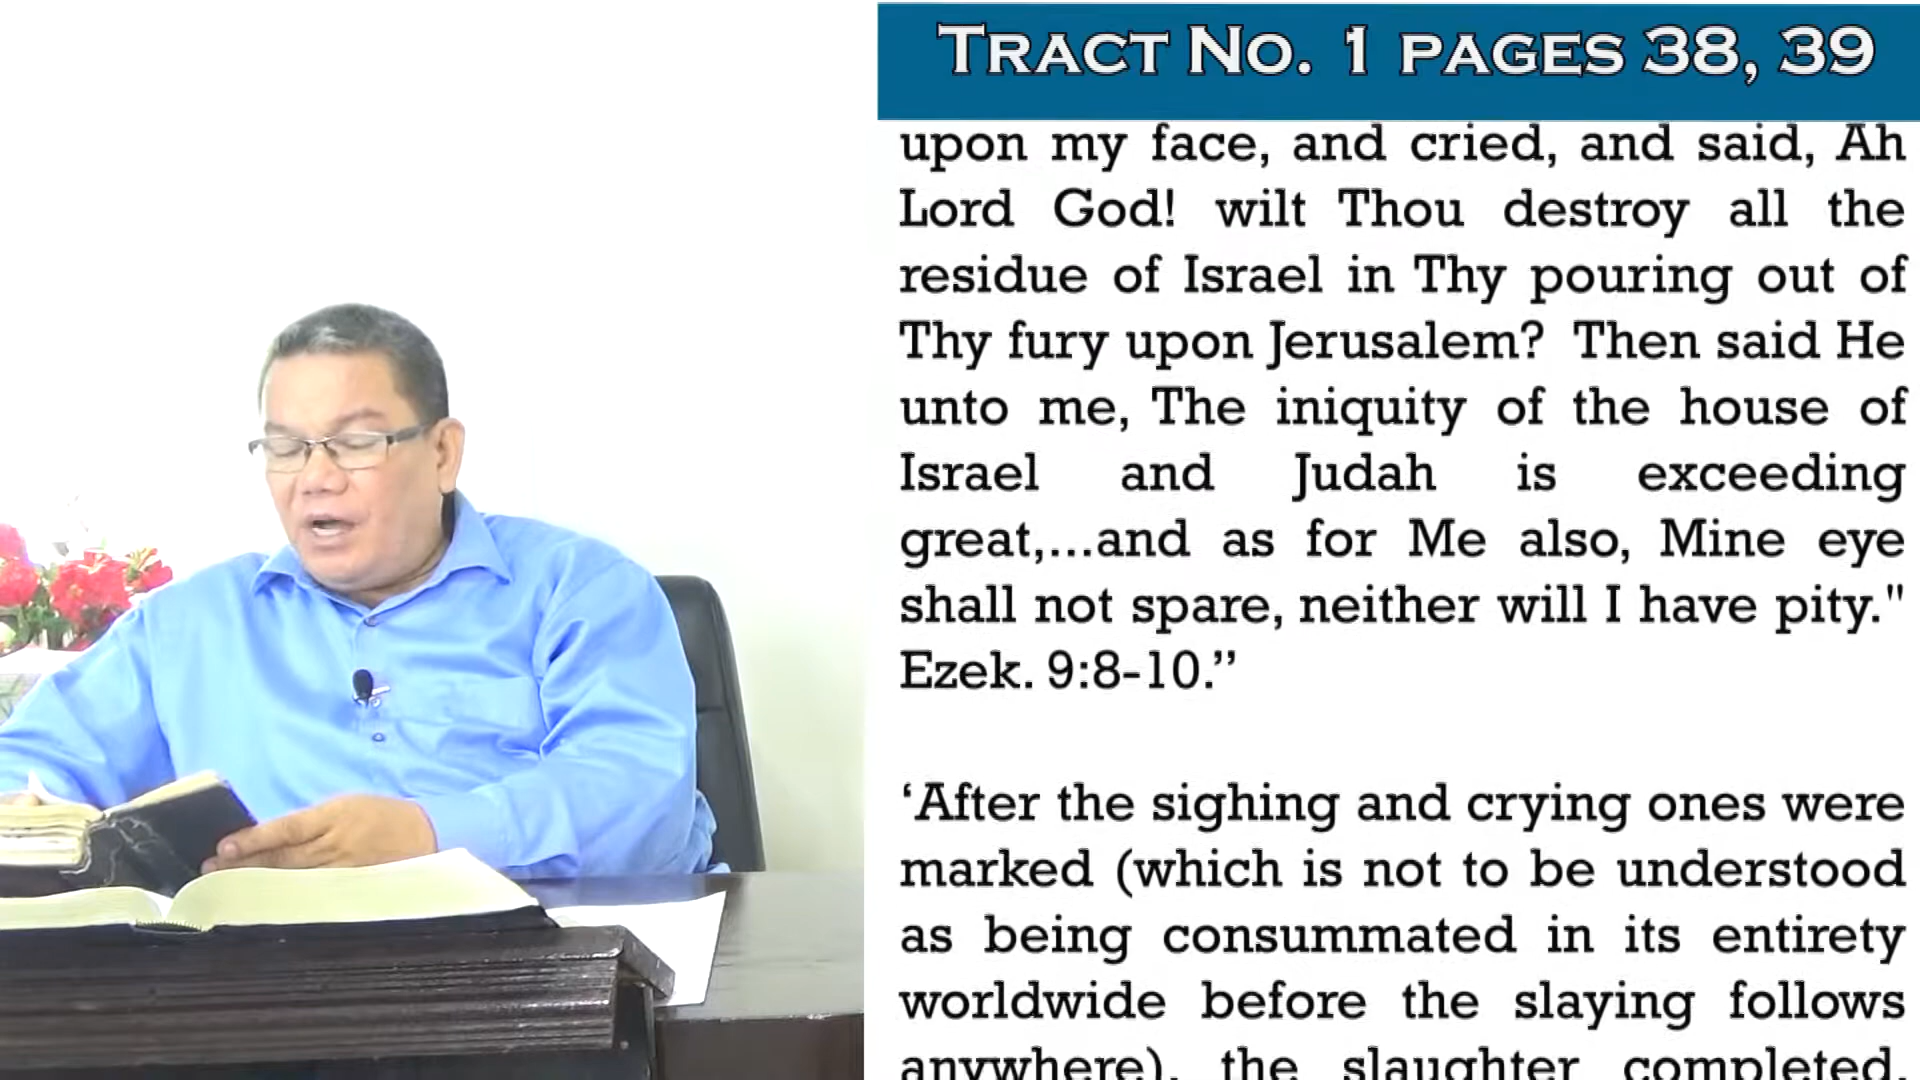 TRACT NO. 1 PAGES 38, 39
upon my face, and cried, and said, Ah
Lord God! wilt Thou destroy all the
residue of Israel in Thy pouring out of
Thy fury upon Jerusalem? Then said He
unto me, The iniquity of the house of
Israel and Judah is exceeding
great,...and as for Me also, Mine eye
shall not spare, neither will I have pity."
Ezek. 9:8-10.”
‘After the sighing and crying ones were
marked (which is not to be understood
as being consummated in its entirety
worldwide before the slaying follows
anywhere), the slaughter completed,